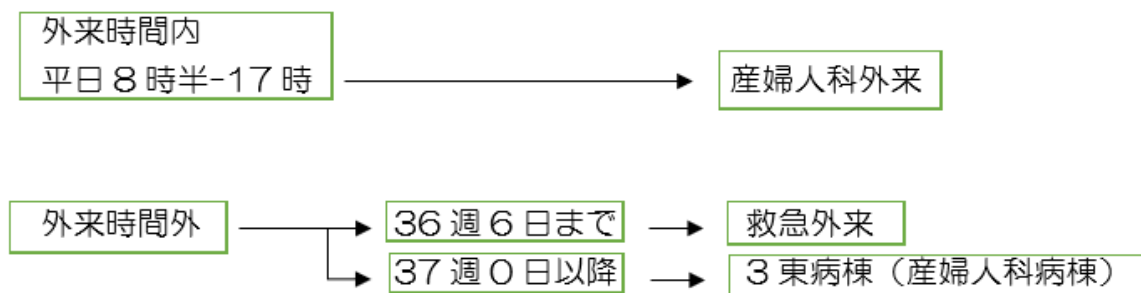 外来時間内
平日８時半-17時
産婦人科外来
外来時間外
36週６日まで
救急外来
37週０日以降
３東病棟（産婦人科病棟）